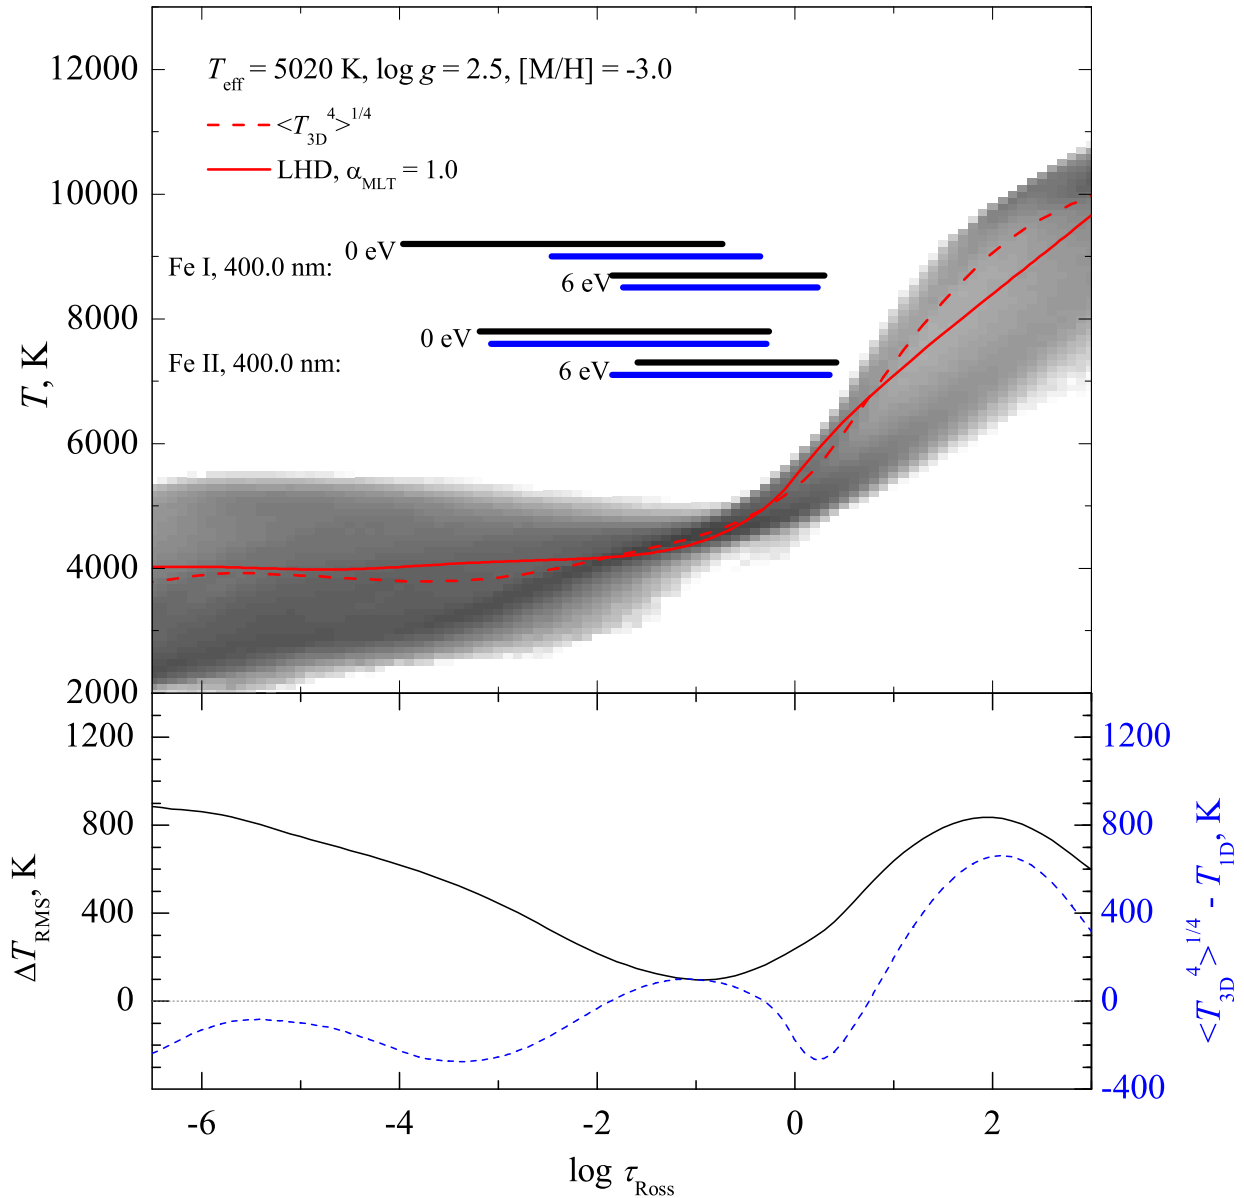 T_eff = 5020 K, log g = 2.5, [M/H] = -3.0
<T_3D^4>^1/4
LHD, α_MLT = 1.0
0 eV
Fe I, 400.0 nm:
6 eV
0 eV
Fe II, 400.0 nm:
6 eV
T, K
12000
10000
8000
6000
4000
2000
1200
800
400
0
ΔT_RMS, K
1200
800
400
0
-400
<T_3D^4>^1/4 - T_1D, K
-6 -4 -2 0 2
log τ_Ross